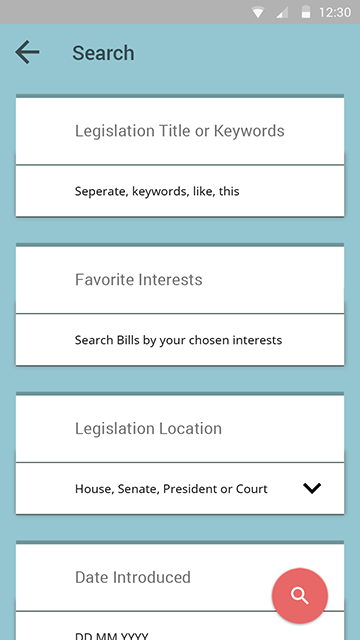 12:30
Search
Legislation Title or Keywords
Seperate, keywords, like, this
Favorite Interests
Search Bills by your chosen interests
Legislation Location
House, Senate, President or Court
Date Introduced
DD MM YYYY